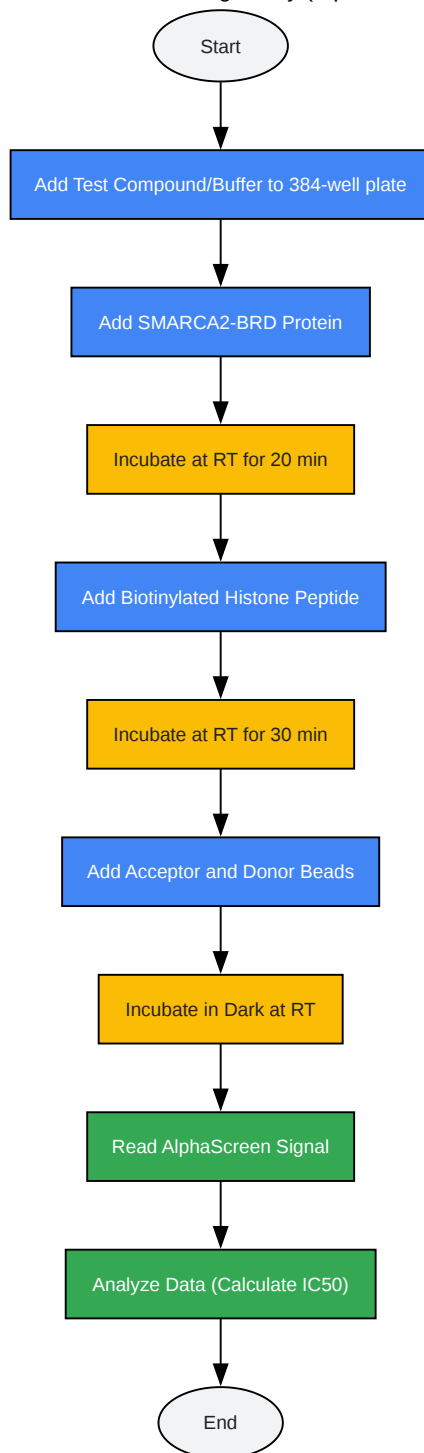 Start
Add Test Compound/Buffer to 384-well plate
Add SMARCA2-BRD Protein
Incubate at RT for 20 min
Add Biotinylated Histone Peptide
Incubate at RT for 30 min
Add Acceptor and Donor Beads
Incubate in Dark at RT
Read AlphaScreen Signal
Analyze Data (Calculate IC50)
End